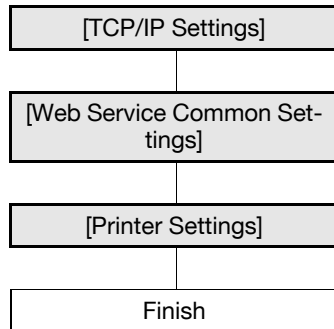 [TCP/IP Settings]
[Web Service Common Set-
tings]
[Printer Settings]
Finish